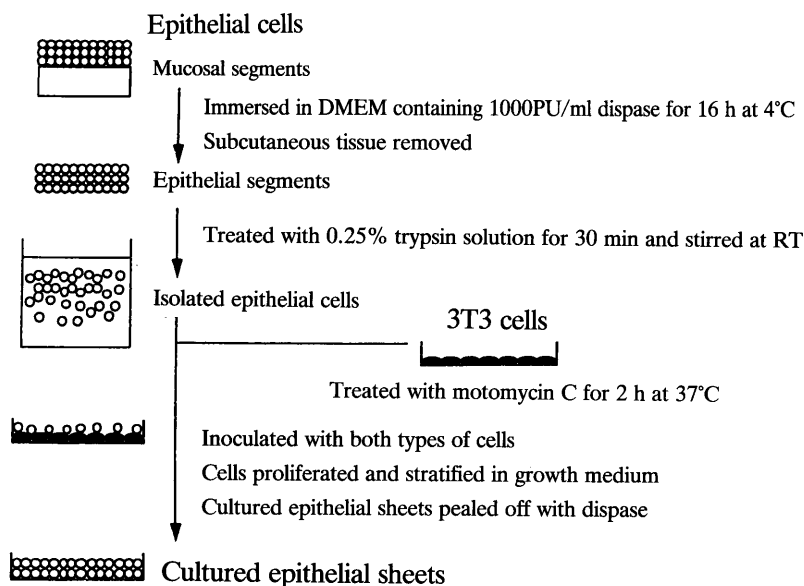 Epithelial cells
Mucosal segments
Immersed in DMEM containing 1000PU/ml dispase for 16 h at 4°C
Subcutaneous tissue removed
Epithelial segments
Treated with 0.25% trypsin solution for 30 min and stirred at RT
Isolated epithelial cells
3T3 cells
Treated with motomycin C for 2 h at 37°C
Inoculated with both types of cells
Cells proliferated and stratified in growth medium
Cultured epithelial sheets pealed off with dispase
Cultured epithelial sheets